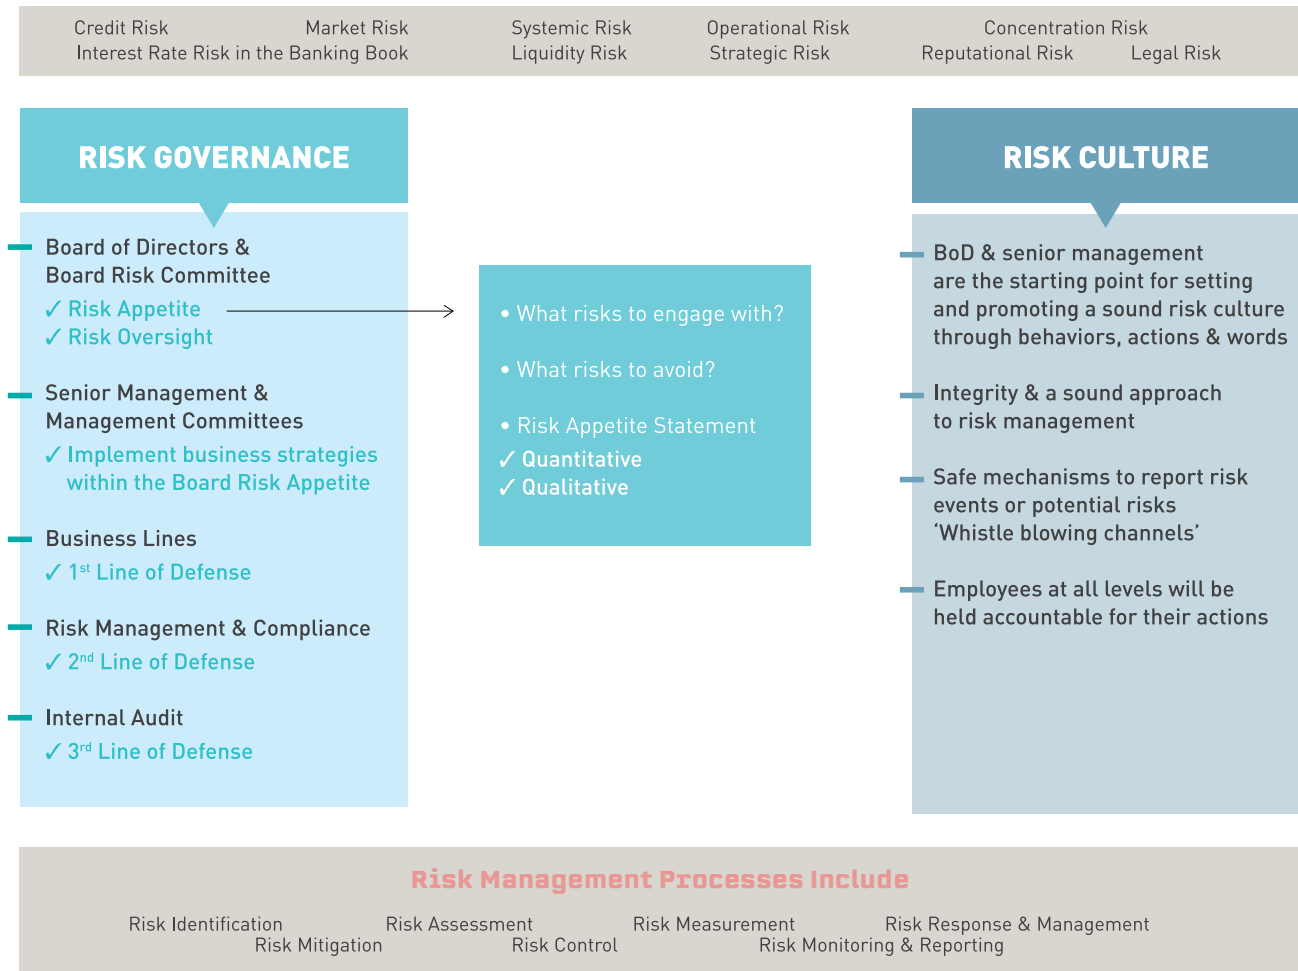 Credit Risk Market Risk Systemic Risk Operational Risk Concentration Risk
Interest Rate Risk in the Banking Book Liquidity Risk Strategic Risk Reputational Risk Legal Risk
RISK GOVERNANCE
Board of Directors &
Board Risk Committee
✓ Risk Appetite
✓ Risk Oversight
Senior Management &
Management Committees
✓ Implement business strategies
within the Board Risk Appetite
Business Lines
✓ 1st Line of Defense
Risk Management & Compliance
✓ 2nd Line of Defense
Internal Audit
✓ 3rd Line of Defense
• What risks to engage with?
• What risks to avoid?
• Risk Appetite Statement
✓ Quantitative
✓ Qualitative
RISK CULTURE
BoD & senior management
are the starting point for setting
and promoting a sound risk culture
through behaviors, actions & words
Integrity & a sound approach
to risk management
Safe mechanisms to report risk
events or potential risks
‘Whistle blowing channels’
Employees at all levels will be
held accountable for their actions
Risk Management Processes Include
Risk Identification Risk Assessment Risk Measurement Risk Response & Management
Risk Mitigation Risk Control Risk Monitoring & Reporting